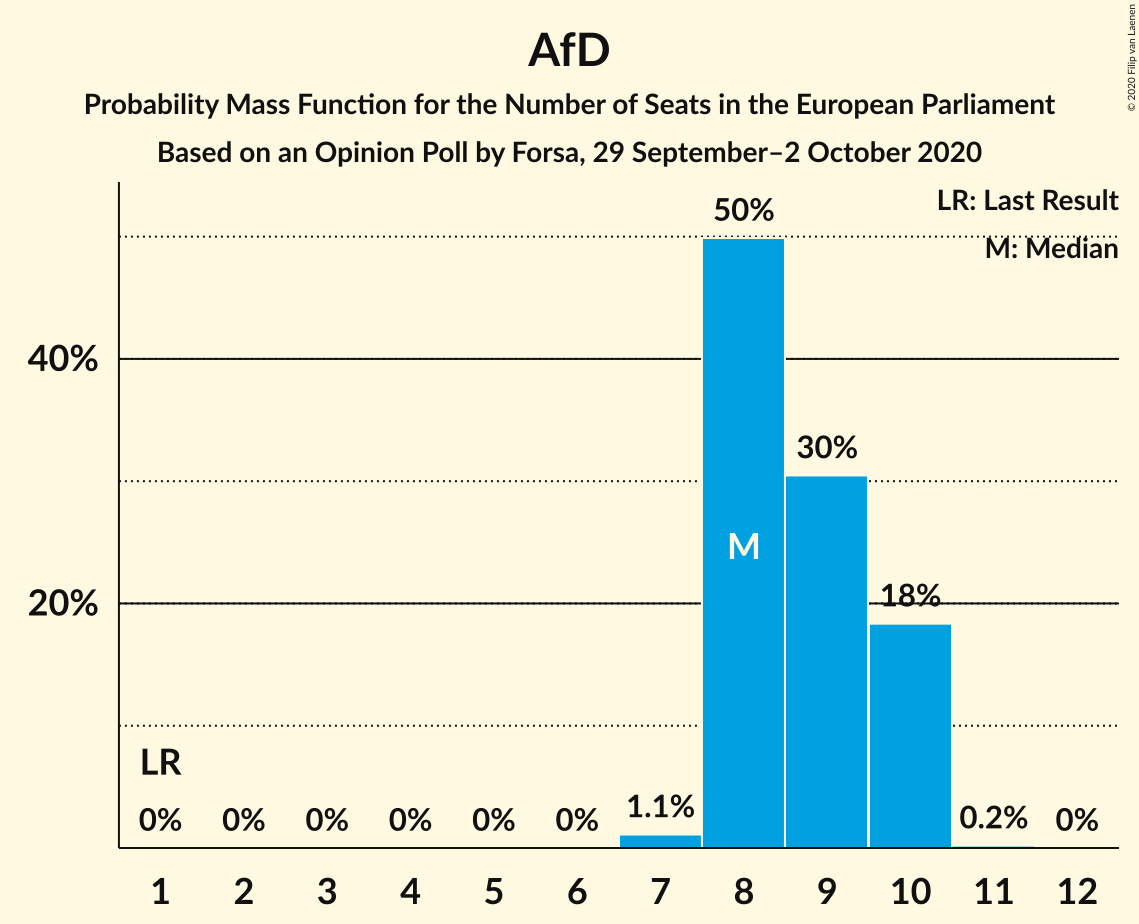 AfD
Probability Mass Function for the Number of Seats in the European Parliament
Based on an Opinion Poll by Forsa, 29 September–2 October 2020
© 2020 Filip van Laenen
LR: Last Result
M: Median
50%
40%
30%
M
20%
18%
LR
0% 0% 0% 0% 0% 0% 1.1% 0.2% 0%
1 2 3 4 5 6 7 8 9 10 11 12